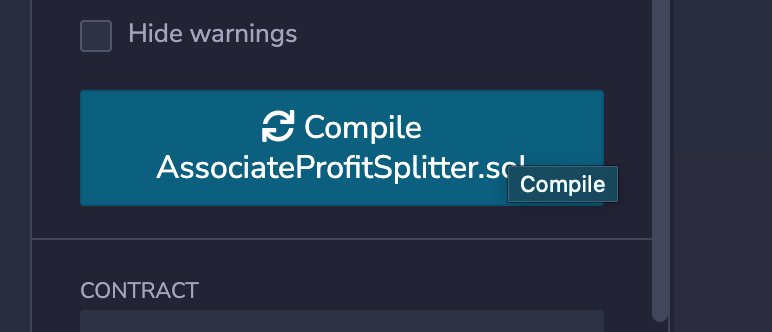 Hide warnings
Compile
AssociateProfitSplitter.sol
Compile
CONTRACT